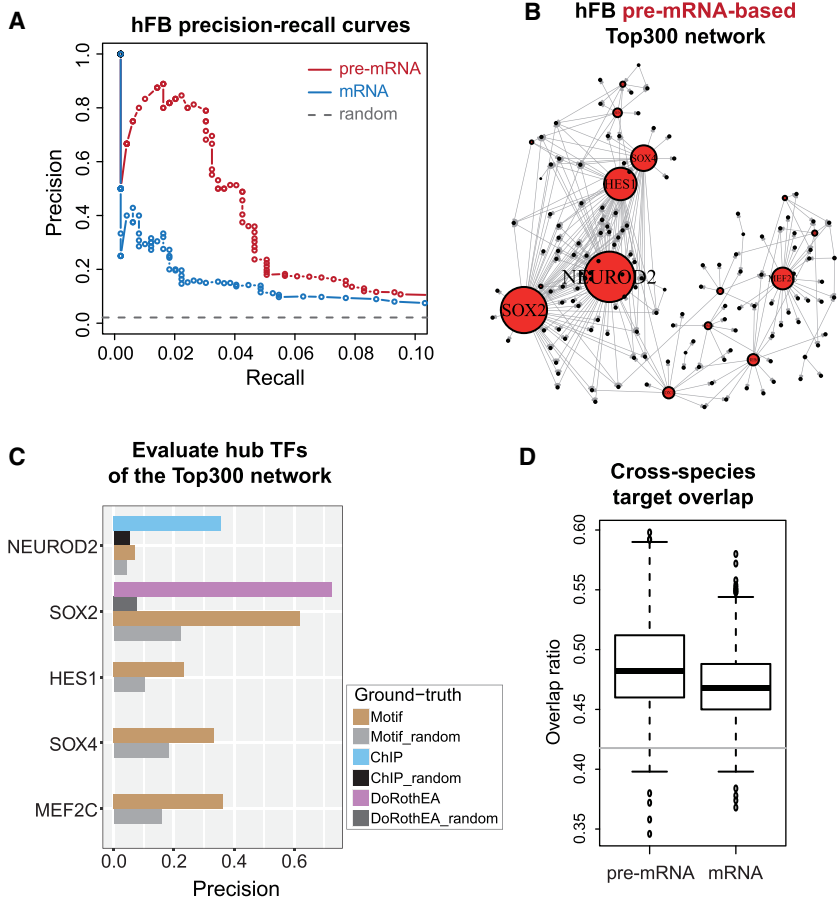 A
hFB precision-recall curves
pre-mRNA
mRNA
random
Precision
0.0 0.2 0.4 0.6 0.8 1.0
0.00 0.02 0.04 0.06 0.08 0.10
Recall
B
hFB pre-mRNA-based
Top300 network
SOX4
HES1
NEUROD2
SOX2
C
Evaluate hub TFs
of the Top300 network
NEUROD2
SOX2
HES1
SOX4
MEF2C
0.0 0.2 0.4 0.6
Precision
Ground-truth
Motif
Motif_random
ChIP
ChIP_random
DoRothEA
DoRothEA_random
D
Cross-species
target overlap
Overlap ratio
0.35 0.40 0.45 0.50 0.55 0.60
pre-mRNA mRNA